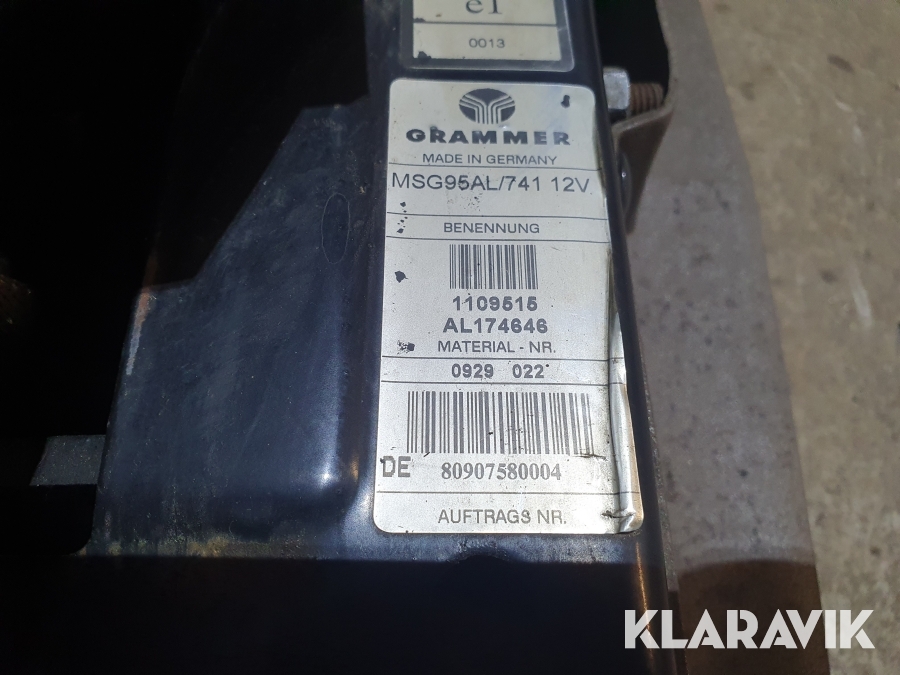 e1
0013
GRAMMER
MADE IN GERMANY
MSG95AL/741 12V
BENENNUNG
1109515
AL174646
MATERIAL - NR.
0929 022
DE 80907580004
AUFTRAGS NR.
KLARAVIK